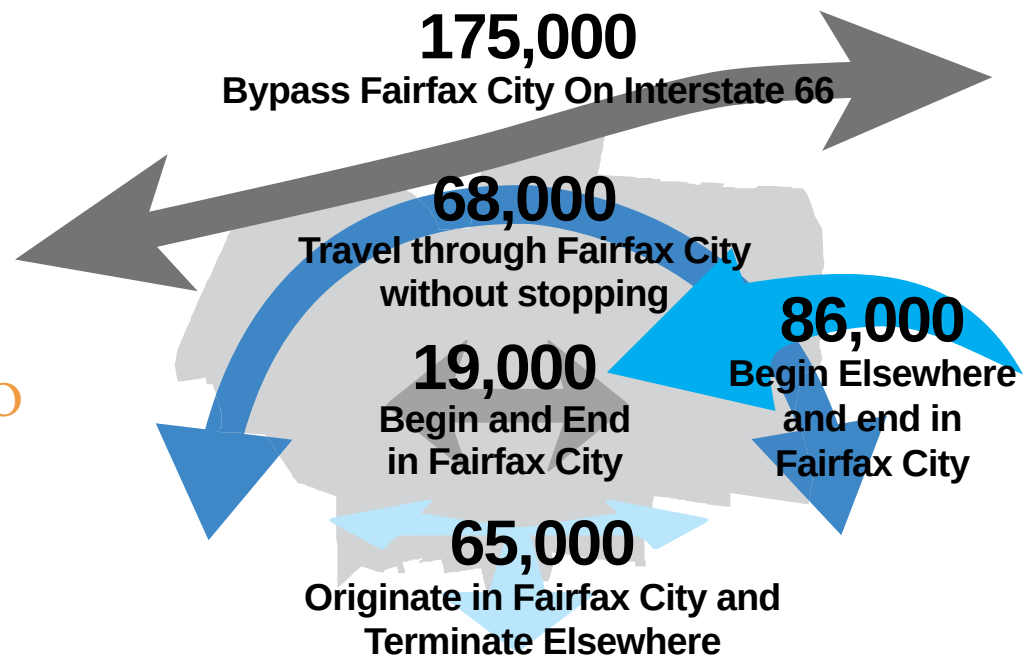 175,000
Bypass Fairfax City On Interstate 66
68,000
Travel through Fairfax City
without stopping
86,000
Begin Elsewhere
and end in
Fairfax City
19,000
Begin and End
in Fairfax City
65,000
Originate in Fairfax City and
Terminate Elsewhere